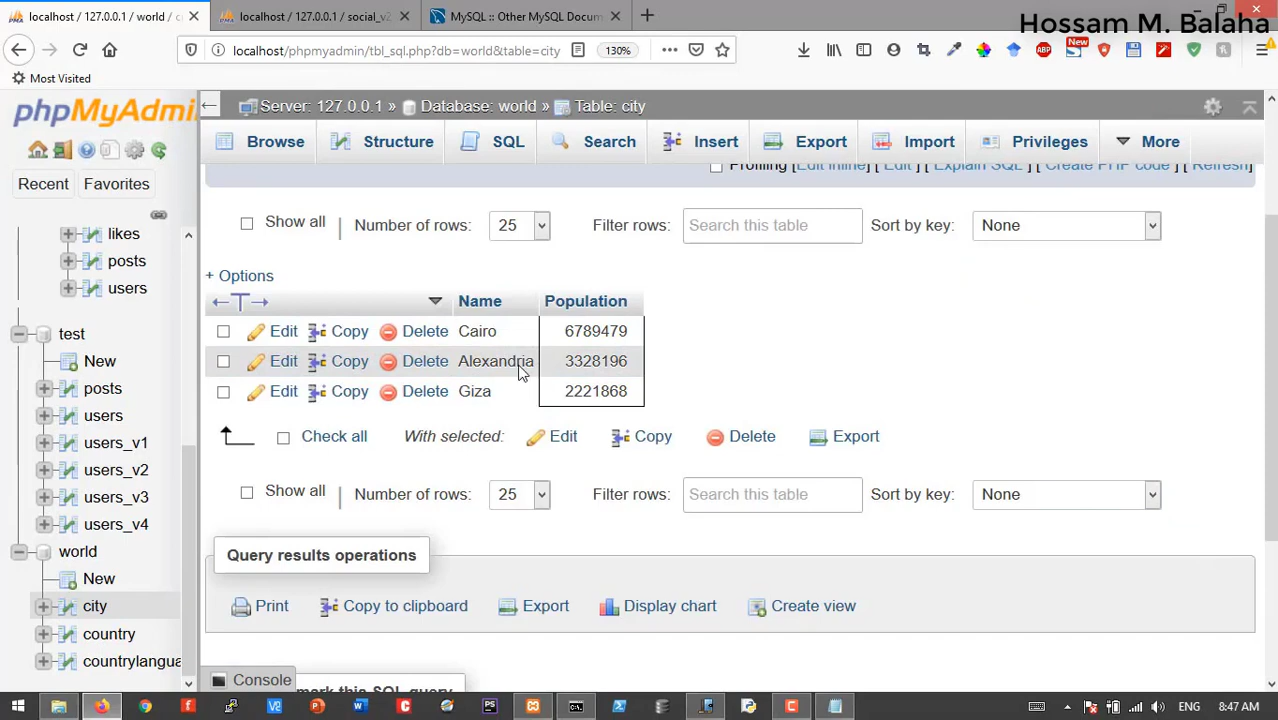 localhost / 127.0.0.1 / world / c
localhost / 127.0.0.1 / social_v2
MySQL :: Other MySQL Docum
Hossam M. Balaha
localhost/phpmyadmin/tbl_sql.php?db=world&table=city
130%
New
ABP
Most Visited
phpMyAdmin
Server: 127.0.0.1 » Database: world » Table: city
Browse
Structure
SQL
Search
Insert
Export
Import
Privileges
More
Recent
Favorites
Profiling [Edit inline] [ Edit ] [ Explain SQL ] [ Create PHP code ] [ Refresh]
likes
posts
users
test
New
posts
users
users_v1
users_v2
users_v3
users_v4
world
New
city
country
countrylangua
Show all
Number of rows: 25
Filter rows: Search this table
Sort by key: None
+ Options
Name Population
Edit Copy Delete Cairo 6789479
Edit Copy Delete Alexandria 3328196
Edit Copy Delete Giza 2221868
Check all With selected: Edit Copy Delete Export
Show all
Number of rows: 25
Filter rows: Search this table
Sort by key: None
Query results operations
Print Copy to clipboard Export Display chart Create view
Console
mark this SQL query
ENG 8:47 AM